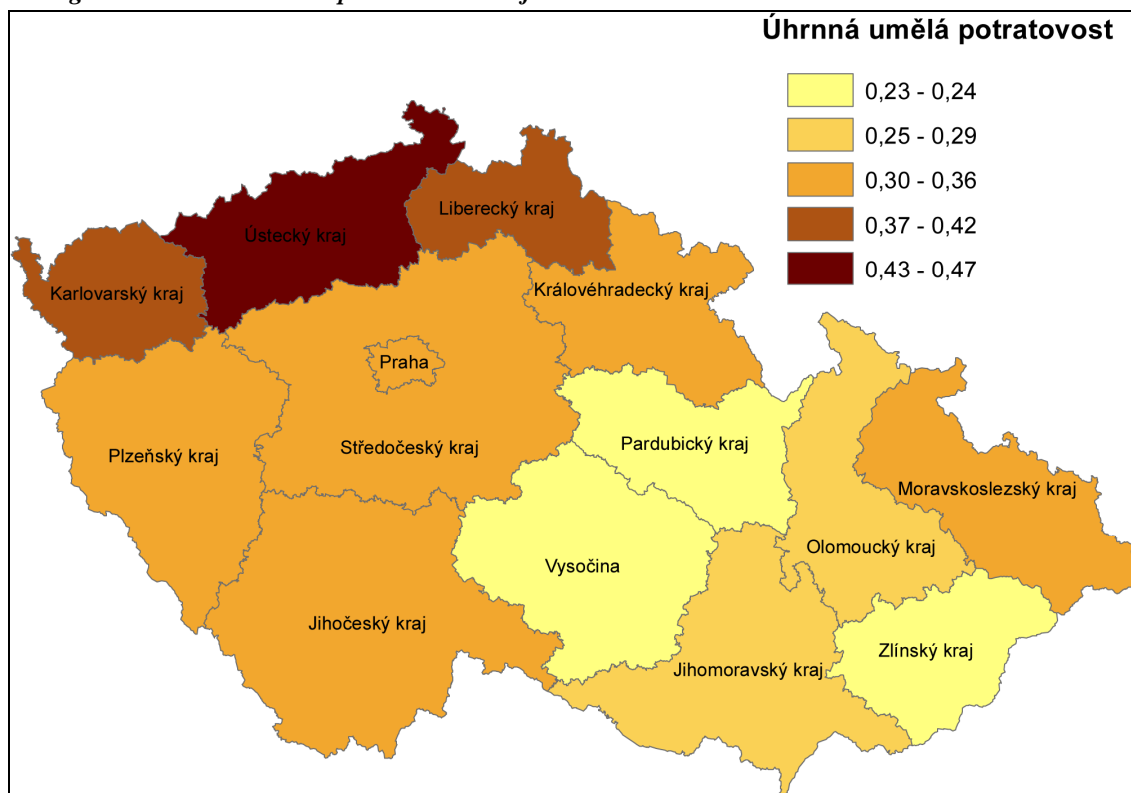 Úhrnná umělá potratovost
0,23 - 0,24
0,25 - 0,29
0,30 - 0,36
0,37 - 0,42
0,43 - 0,47
Liberecký kraj
Ústecký kraj
Karlovarský kraj
Královéhradecký kraj
Praha
Plzeňský kraj
Středočeský kraj
Pardubický kraj
Moravskoslezský kraj
Olomoucký kraj
Vysočina
Jihočeský kraj
Zlínský kraj
Jihomoravský kraj